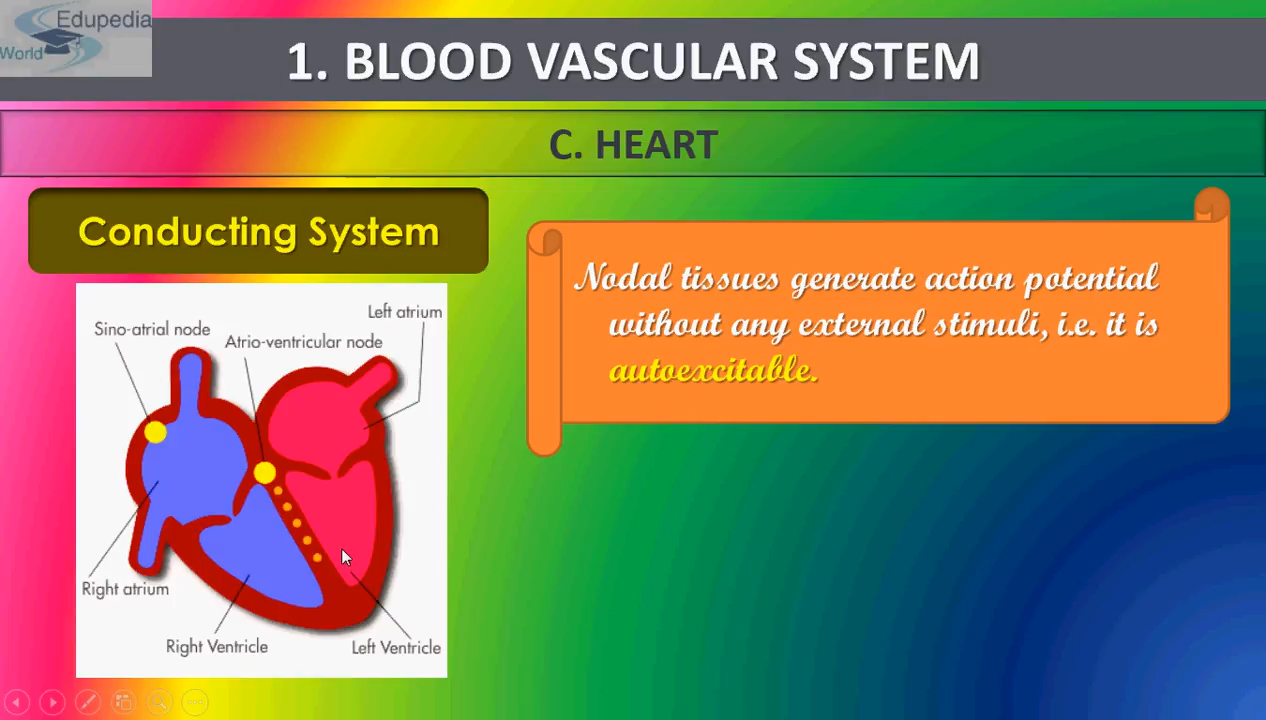 Edupedia
World
1. BLOOD VASCULAR SYSTEM
C. HEART
Conducting System
Nodal tissues generate action potential
without any external stimuli, i.e. it is
autoexcitable.
Left atrium
Sino-atrial node
Atrio-ventricular node
Right atrium
Right Ventricle
Left Ventricle